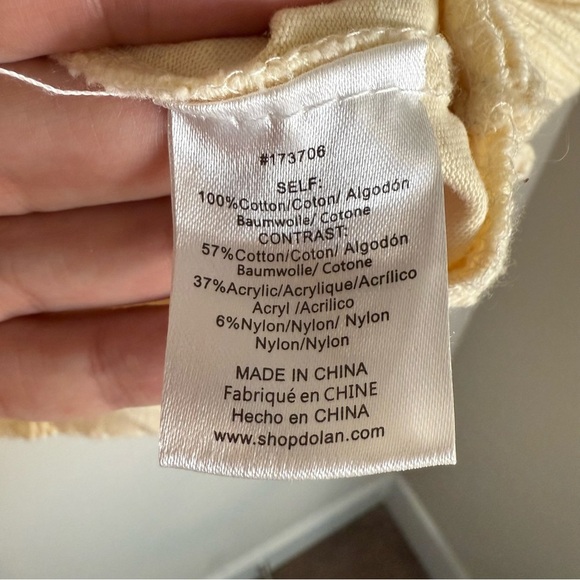 #173706
SELF:
100%Cotton/Coton/ Algodón
Baumwolle/ Cotone
CONTRAST:
57%Cotton/Coton/ Algodón
Baumwolle/ Cotone
37%Acrylic/Acrylique/Acrílico
Acryl /Acrilico
6%Nylon/Nylon/ Nylon
Nylon/Nylon
MADE IN CHINA
Fabriqué en CHINE
Hecho en CHINA
www.shopdolan.com